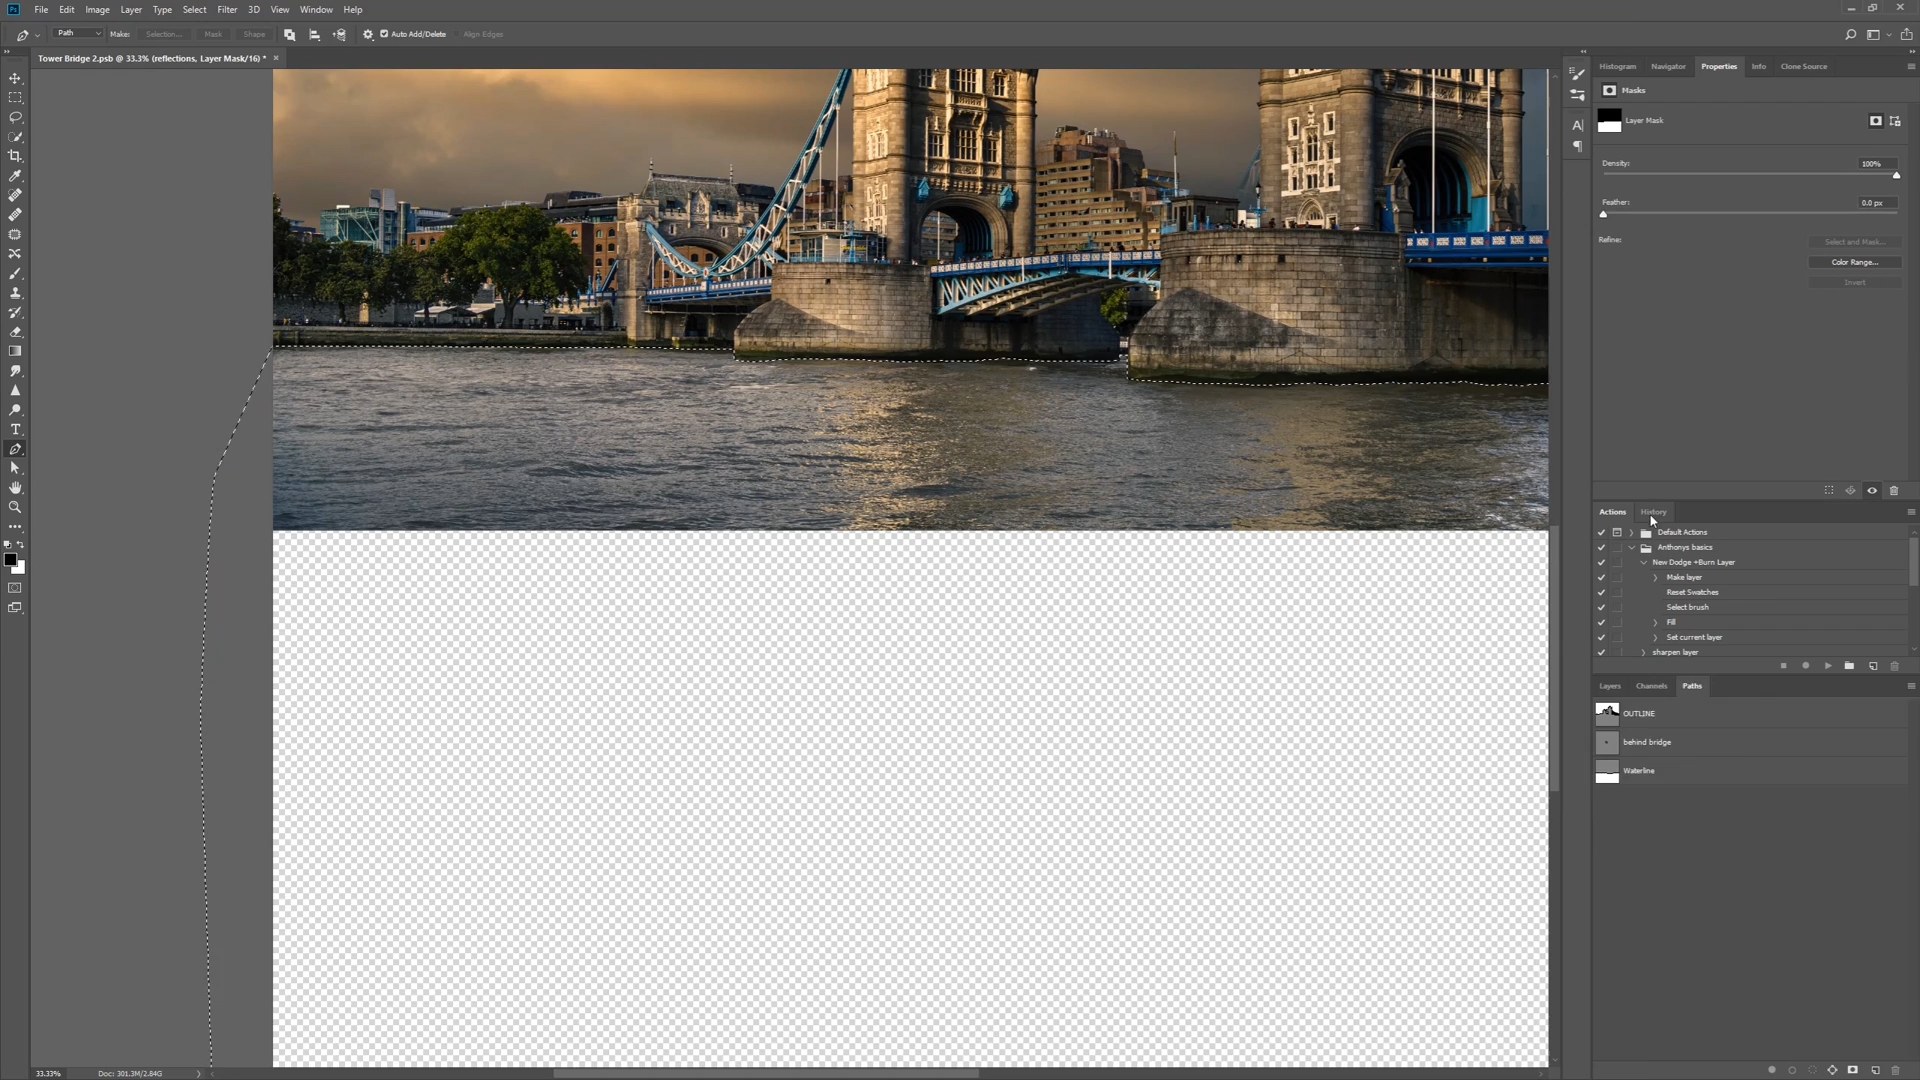 Ps File Edit Image Layer Type Select Filter 3D View Window Help
Path Make: Selection... Mask Shape Auto Add/Delete Align Edges
Tower Bridge 2.psb @ 33.3% (reflections, Layer Mask/16) * ×
Histogram Navigator Properties Info Clone Source
Masks
Layer Mask
Density: 100%
Feather: 0.0 px
Refine: Select and Mask...
Color Range...
Invert
Actions History
Default Actions
Anthonys basics
New Dodge +Burn Layer
Make layer
Reset Swatches
Select brush
Fill
Set current layer
sharpen layer
Layers Channels Paths
OUTLINE
behind bridge
Waterline
33.33% Doc: 301.3M/2.84G